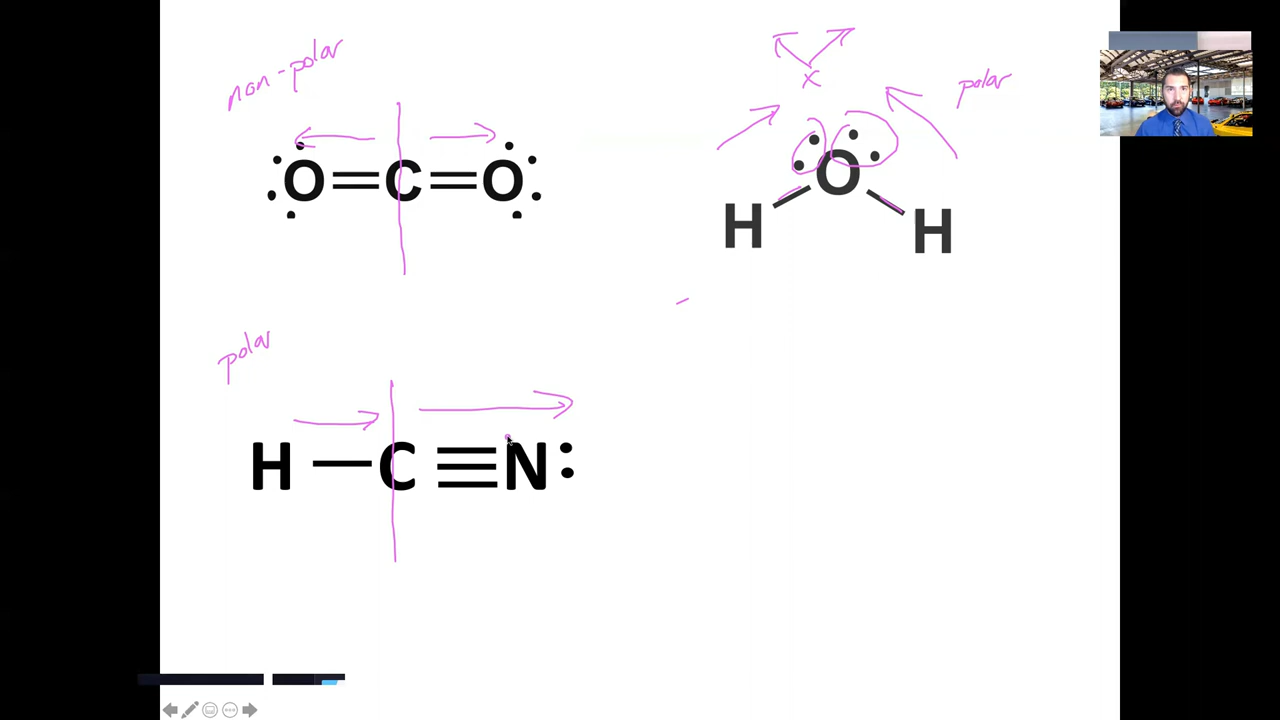 non-polar
O=C=O
polar
x
O
H H
polar
H—C≡N: